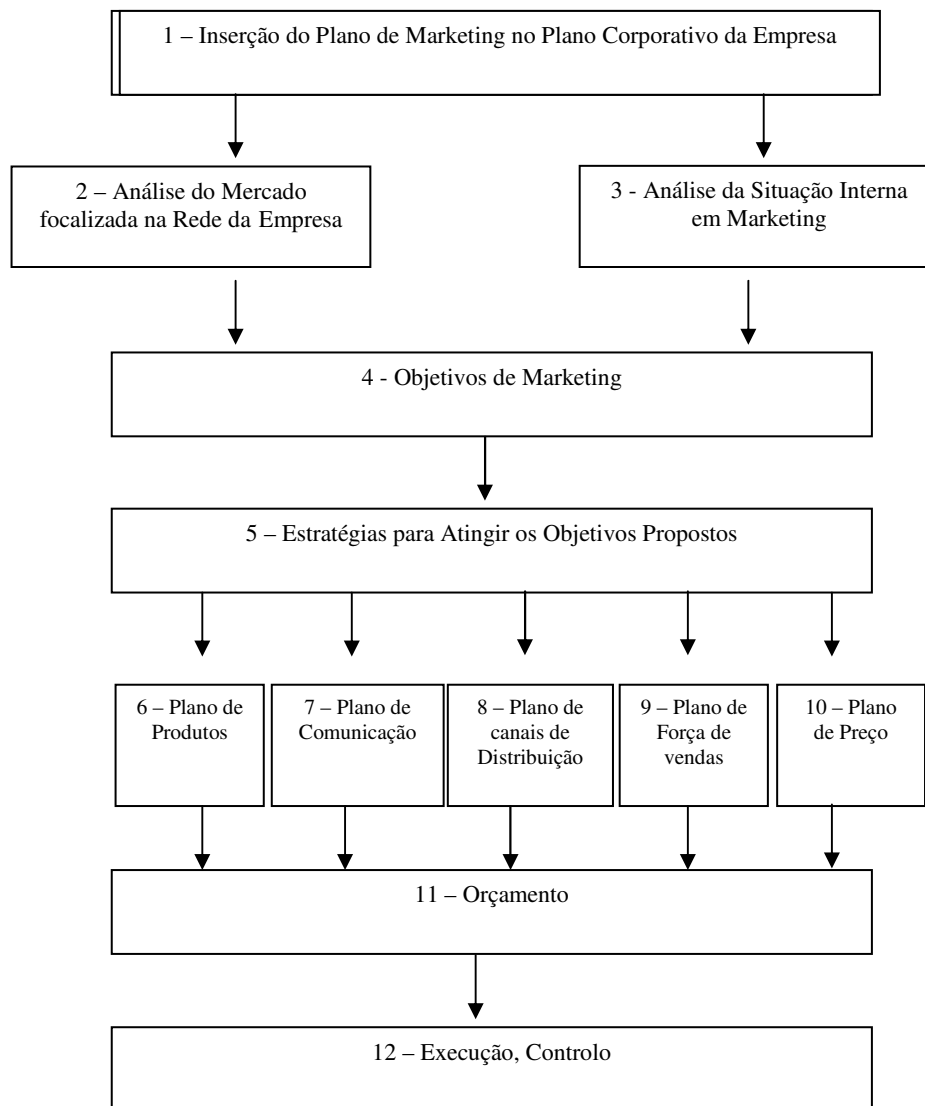 1 – Inserção do Plano de Marketing no Plano Corporativo da Empresa
2 – Análise do Mercado
focalizada na Rede da Empresa
3 - Análise da Situação Interna
em Marketing
4 - Objetivos de Marketing
5 – Estratégias para Atingir os Objetivos Propostos
6 – Plano de
Produtos
7 – Plano de
Comunicação
8 – Plano de
canais de
Distribuição
9 – Plano de
Força de
vendas
10 – Plano
de Preço
11 – Orçamento
12 – Execução, Controlo